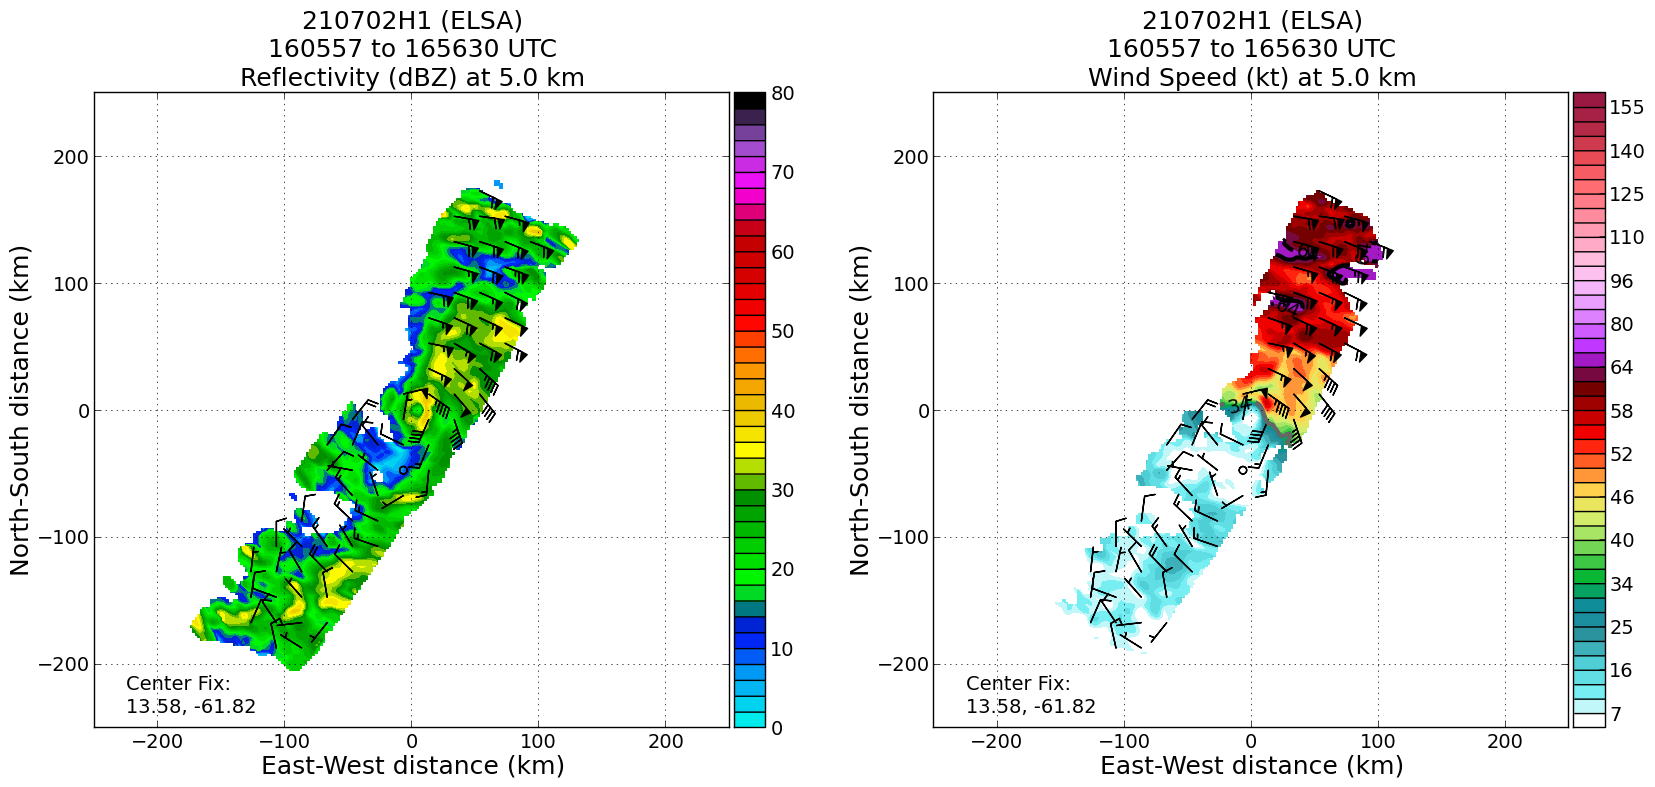 210702H1 (ELSA)
160557 to 165630 UTC
Reflectivity (dBZ) at 5.0 km
North-South distance (km)
200
100
0
−100
−200
Center Fix:
13.58, -61.82
−200 −100 0 100 200
East-West distance (km)
80
70
60
50
40
30
20
10
0
210702H1 (ELSA)
160557 to 165630 UTC
Wind Speed (kt) at 5.0 km
North-South distance (km)
200
100
0
−100
−200
64
64
34
Center Fix:
13.58, -61.82
−200 −100 0 100 200
East-West distance (km)
155
140
125
110
96
80
64
58
52
46
40
34
25
16
7